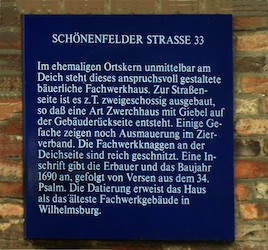 SCHÖNENFELDER STRASSE 33
Im ehemaligen Ortskern unmittelbar am
Deich steht dieses anspruchsvoll gestaltete
bäuerliche Fachwerkhaus. Zur Straßen-
seite ist es z.T. zweigeschossig ausgebaut,
so daß eine Art Zwerchhaus mit Giebel auf
der Gebäuderückseite entsteht. Einige Ge-
fache zeigen noch Ausmauerung im Zier-
verband. Die Fachwerkknaggen an der
Deichseite sind reich geschnitzt. Eine In-
schrift gibt die Erbauer und das Baujahr
1690 an, gefolgt von Versen aus dem 34.
Psalm. Die Datierung erweist das Haus
als das älteste Fachwerkgebäude in
Wilhelmsburg.